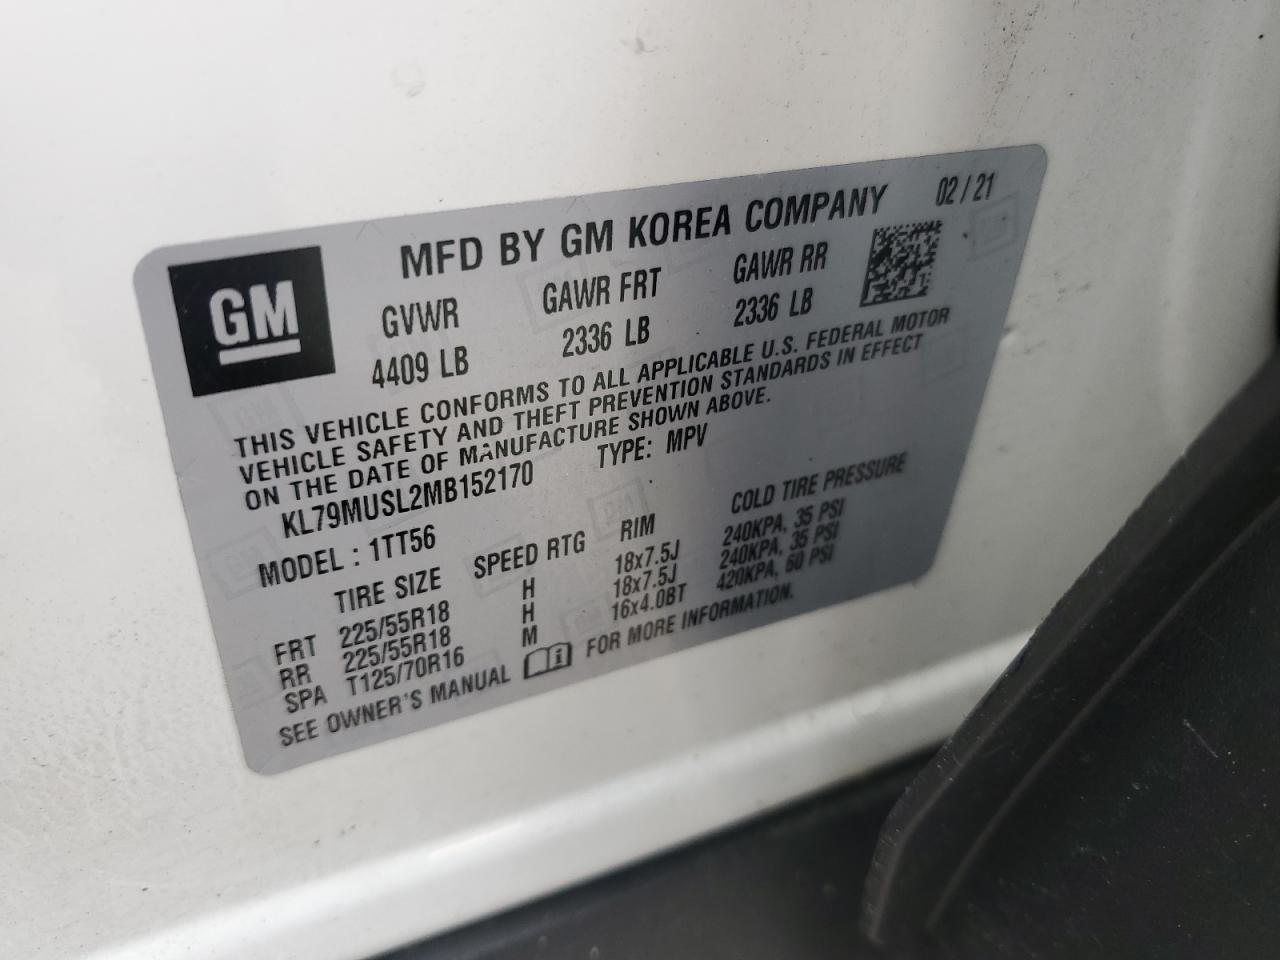 GM
MFD BY GM KOREA COMPANY 02/21
GVWR GAWR FRT GAWR RR
4409 LB 2336 LB 2336 LB
THIS VEHICLE CONFORMS TO ALL APPLICABLE U.S. FEDERAL MOTOR
VEHICLE SAFETY AND THEFT PREVENTION STANDARDS IN EFFECT
ON THE DATE OF MANUFACTURE SHOWN ABOVE.
KL79MUSL2MB152170 TYPE: MPV
MODEL : 1TT56
TIRE SIZE SPEED RTG RIM COLD TIRE PRESSURE
FRT 225/55R18 H 18x7.5J 240KPA, 35 PSI
RR 225/55R18 H 18x7.5J 240KPA, 35 PSI
SPA T125/70R16 M 16x4.0BT 420KPA, 60 PSI
SEE OWNER'S MANUAL FOR MORE INFORMATION.